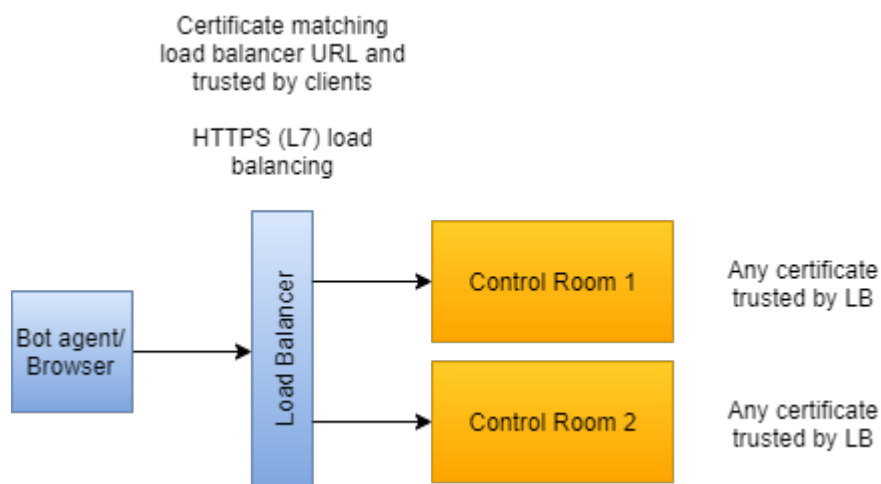 Certificate matching
load balancer URL and
trusted by clients
HTTPS (L7) load
balancing
Bot agent/
Browser
Load Balancer
Control Room 1
Any certificate
trusted by LB
Control Room 2
Any certificate
trusted by LB